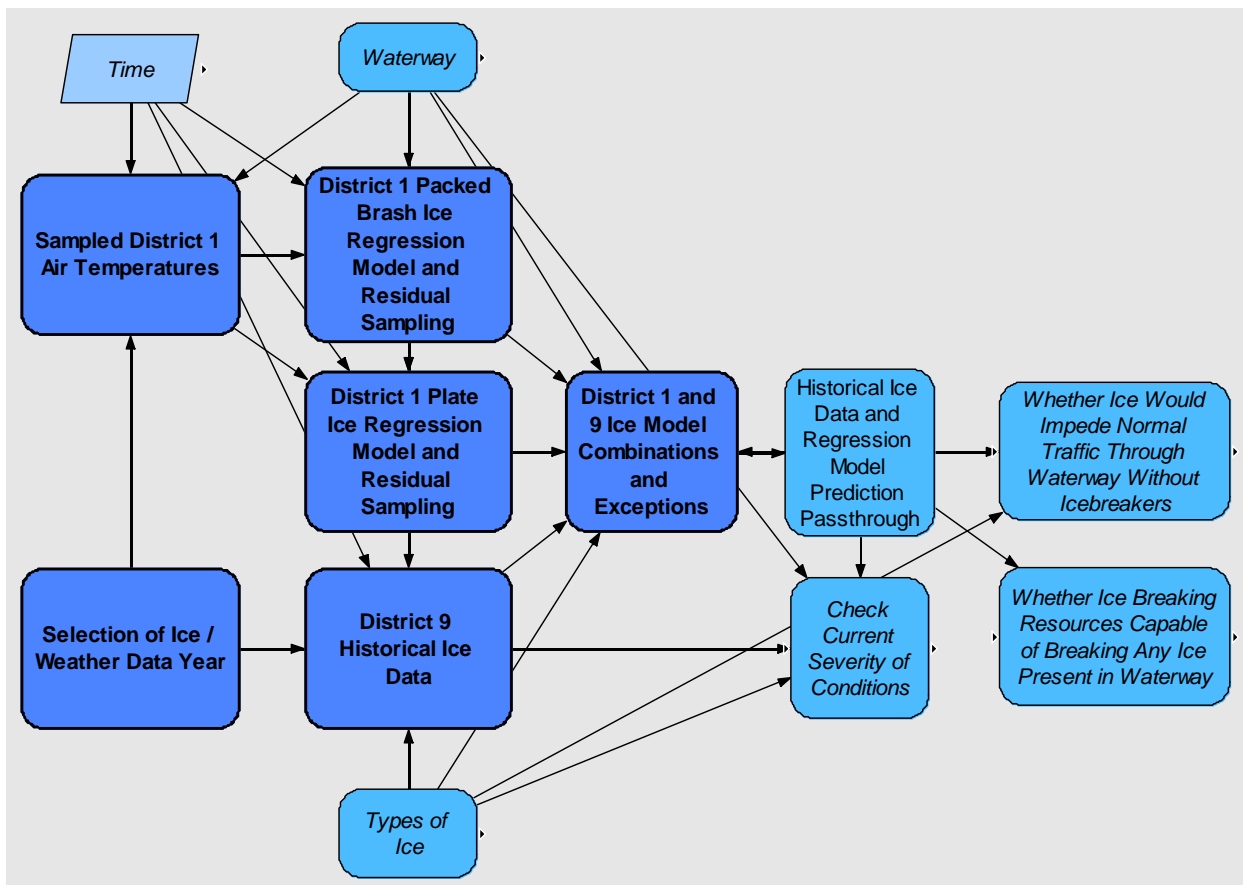 Time
Waterway
Sampled District 1
Air Temperatures
District 1 Packed
Brash Ice
Regression
Model and
Residual
Sampling
District 1 Plate
Ice Regression
Model and
Residual
Sampling
District 1 and
9 Ice Model
Combinations
and
Exceptions
Historical Ice
Data and
Regression
Model
Prediction
Passthrough
Whether Ice Would
Impede Normal
Traffic Through
Waterway Without
Icebreakers
Selection of Ice /
Weather Data Year
District 9
Historical Ice
Data
Check
Current
Severity of
Conditions
Whether Ice Breaking
Resources Capable
of Breaking Any Ice
Present in Waterway
Types of
Ice